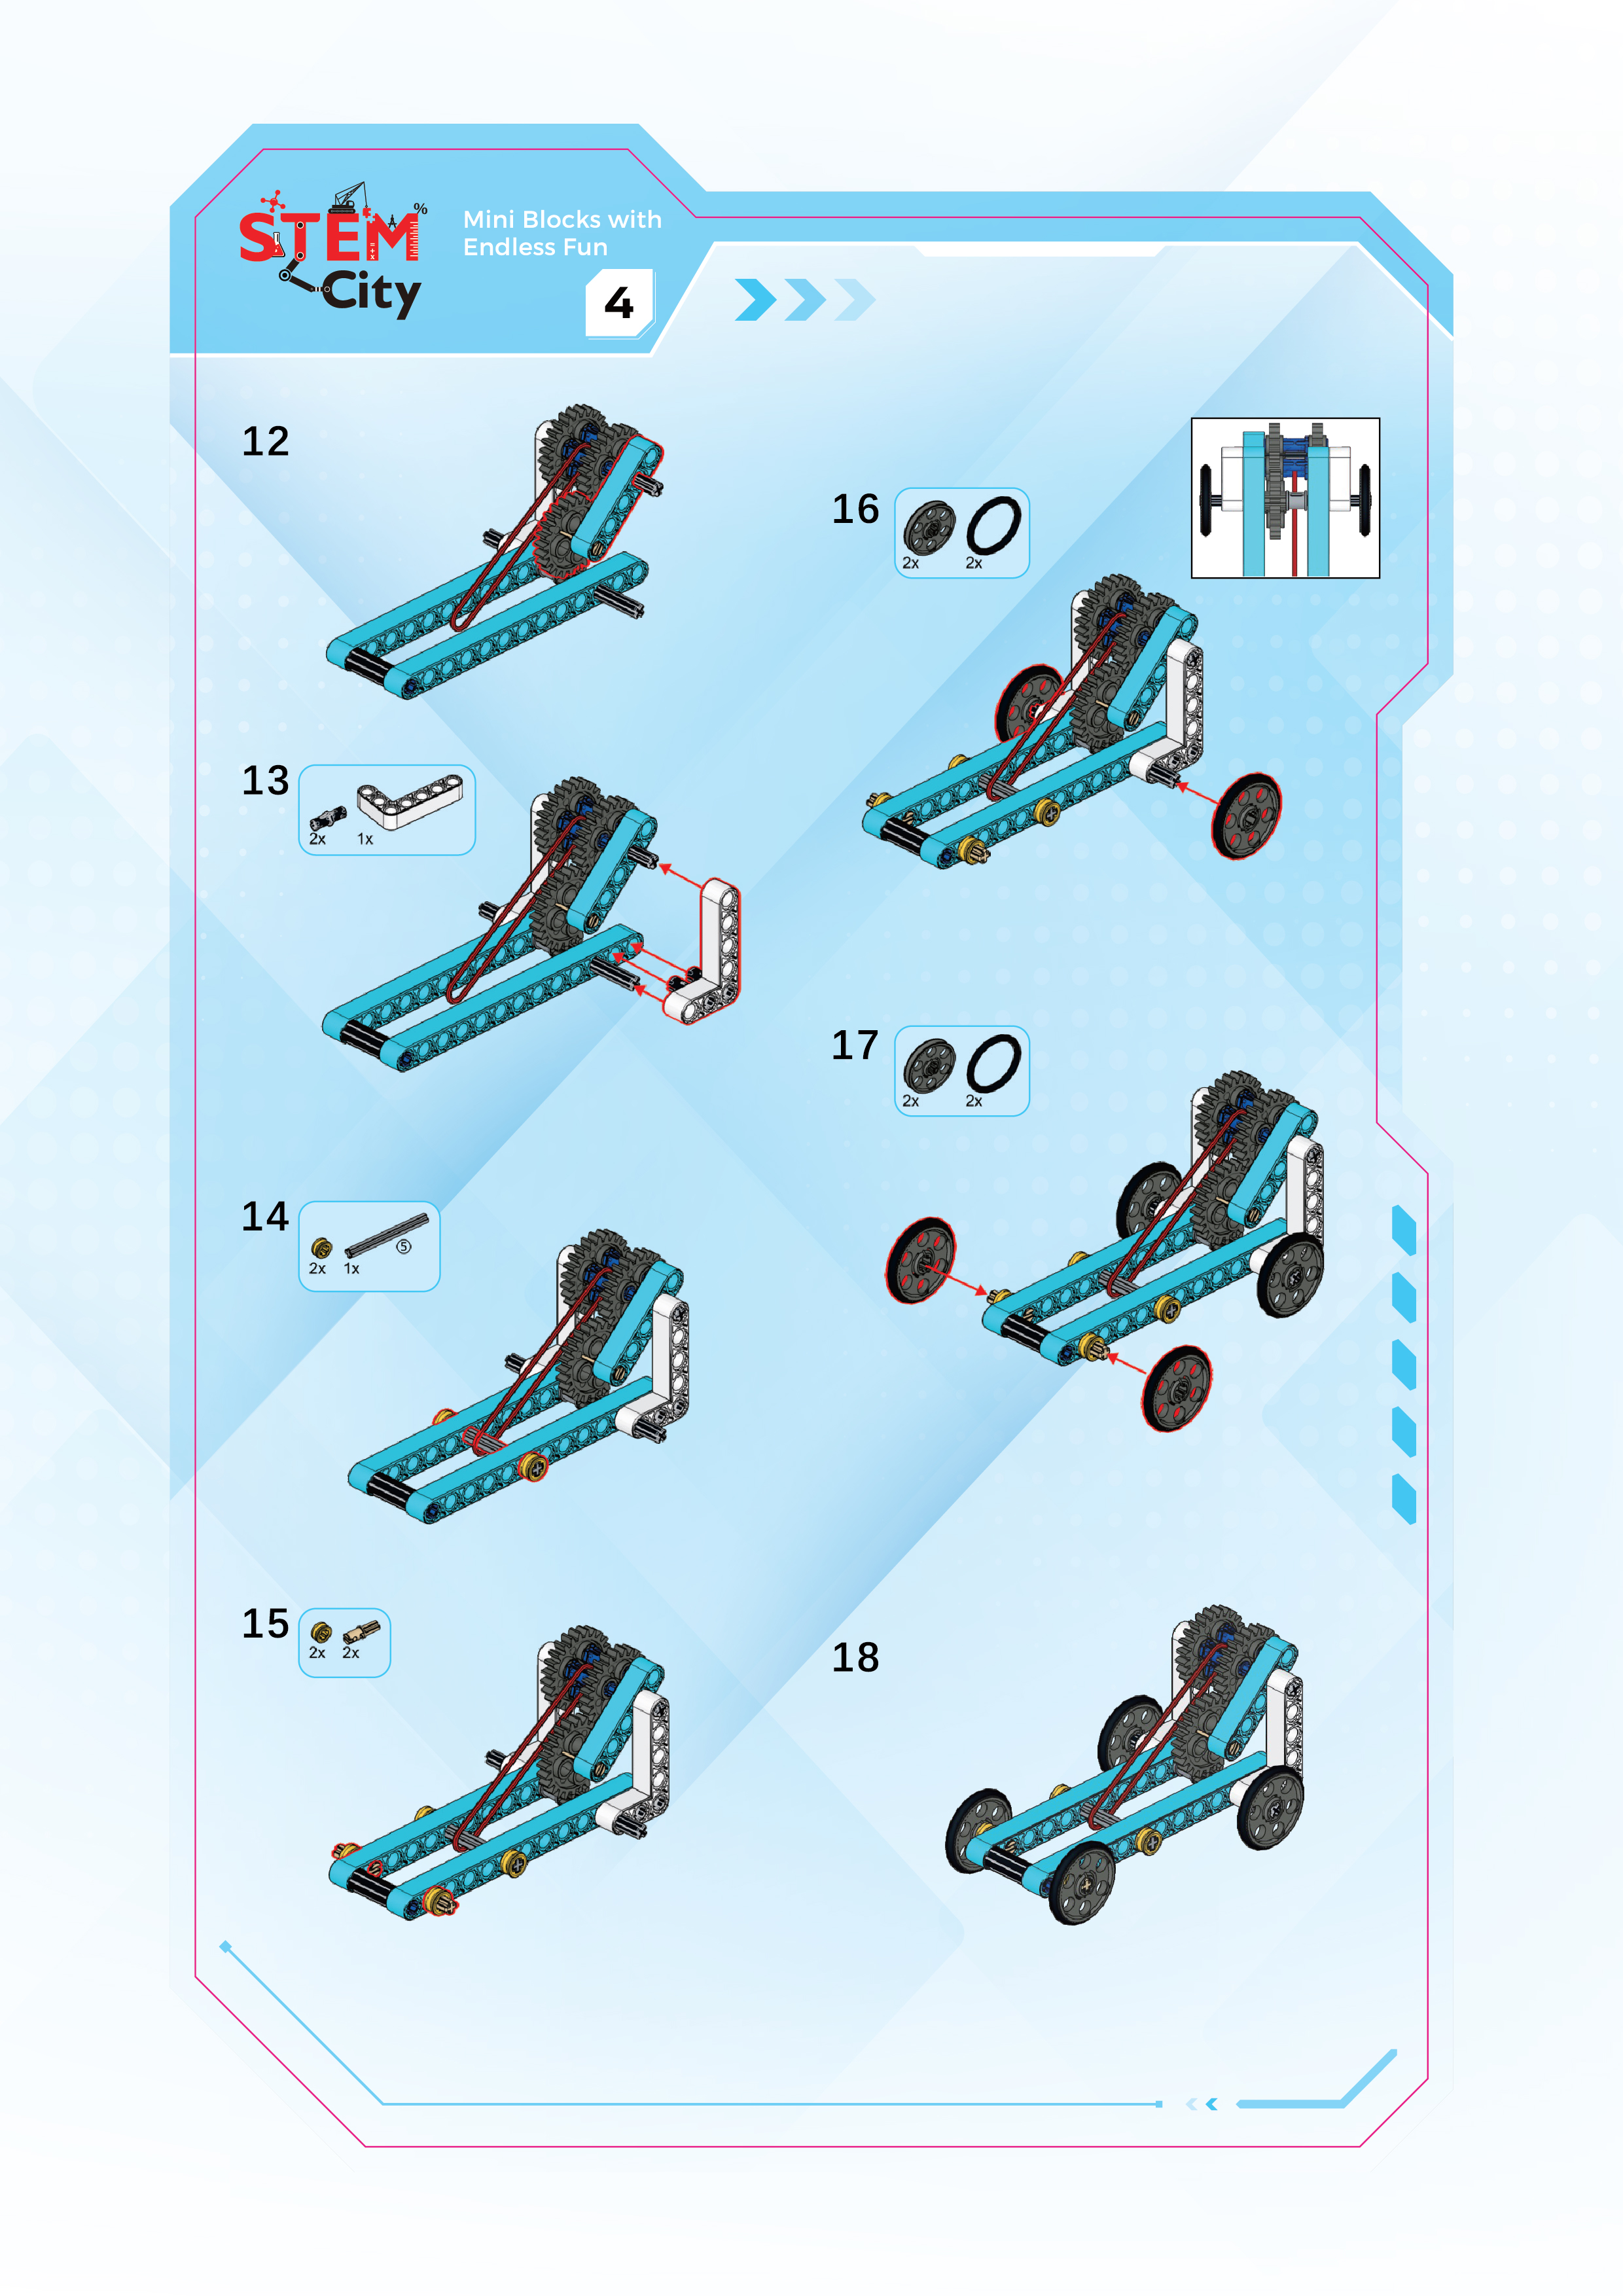 STEM %
City
Mini Blocks with
Endless Fun
4
12
13
2x 1x
14
5
2x 1x
15
2x 2x
16
2x 2x
17
2x 2x
18